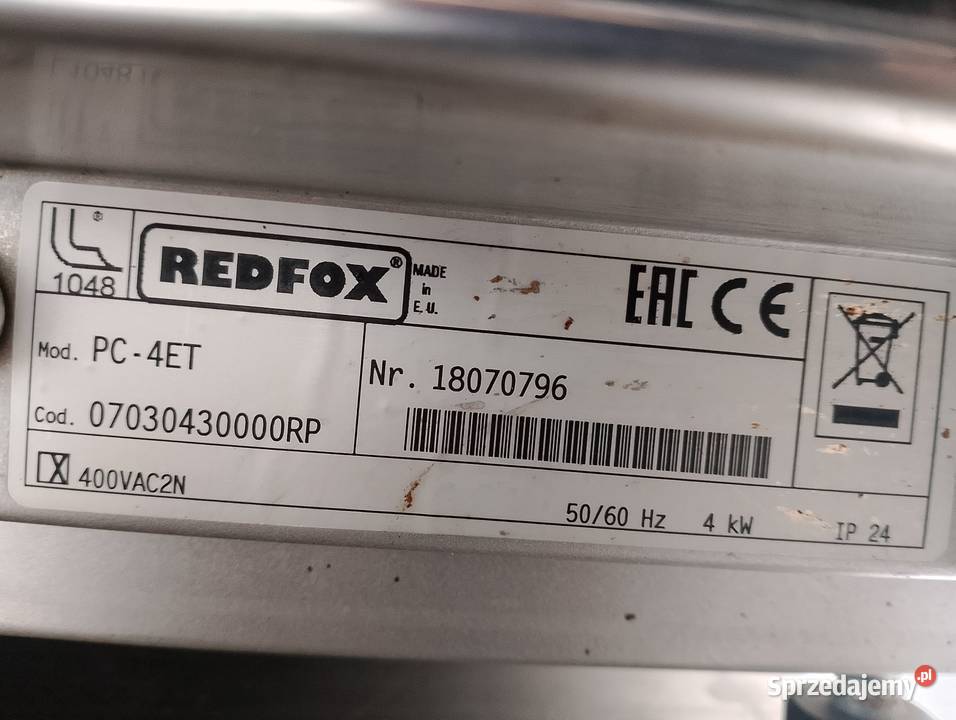 1048
REDFOX®
MADE
in
E.U.
EAC CE
Mod. PC-4ET
Nr. 18070796
Cod. 07030430000RP
X 400VAC2N
50/60 Hz 4 kW IP 24
Sprzedajemy.pl